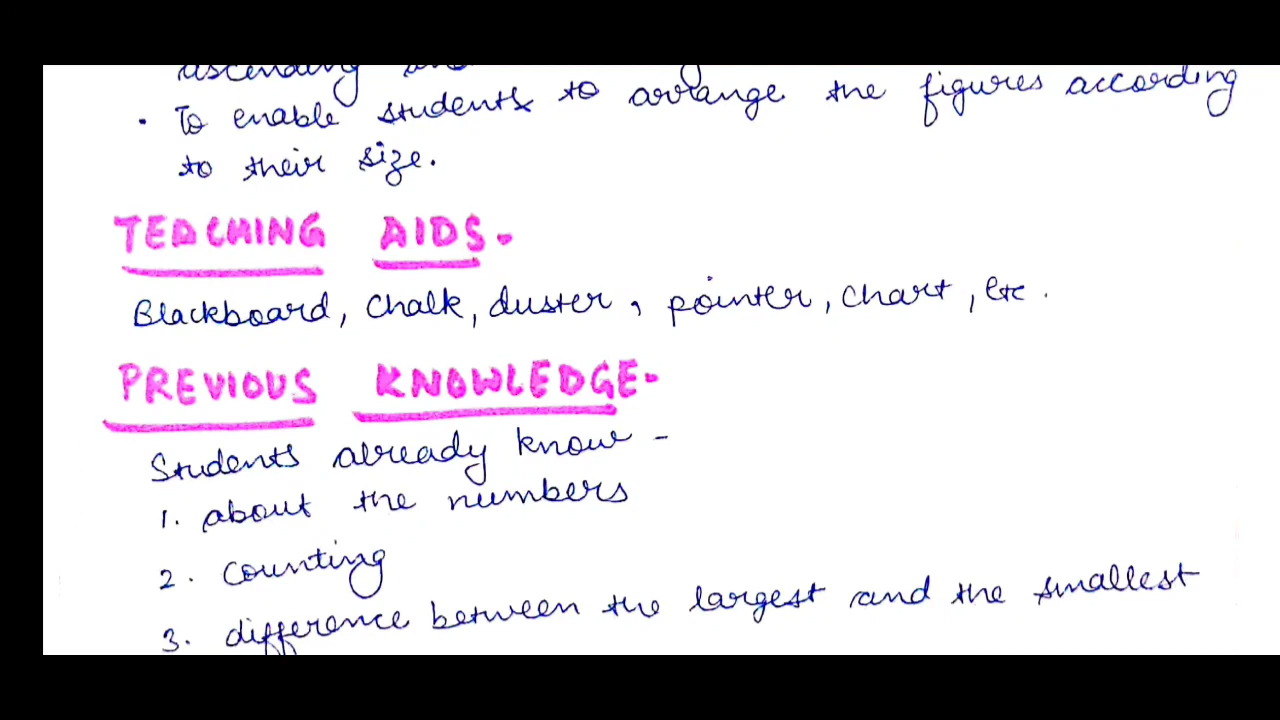 ascending
• To enable students to arrange the figures according
to their size.
TEACHING AIDS.
Blackboard, Chalk, duster, pointer, chart, etc.
PREVIOUS KNOWLEDGE.
Students already know -
1. about the numbers
2. counting
3. difference between the largest and the smallest